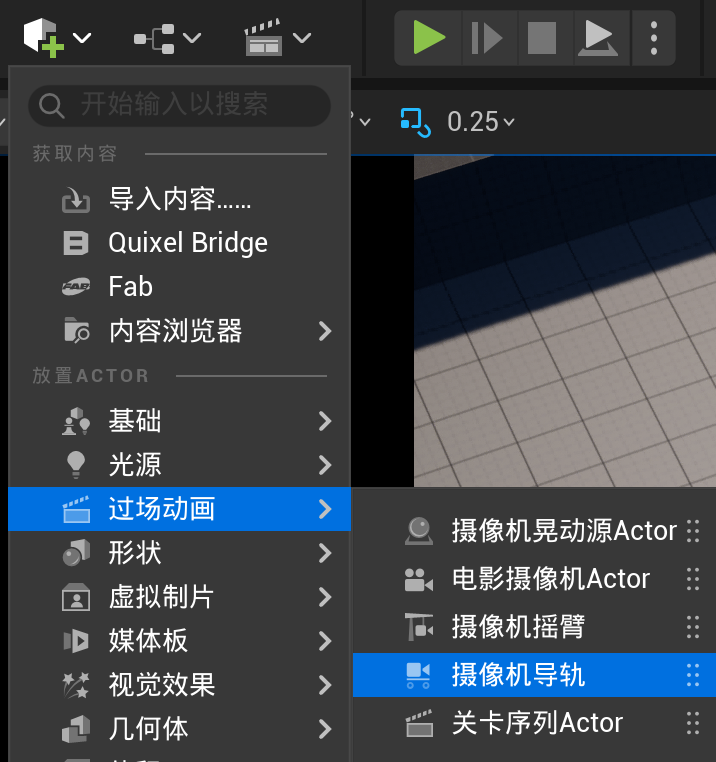 0.25
开始输入以搜索
获取内容
导入内容......
Quixel Bridge
Fab
内容浏览器
放置ACTOR
基础
光源
过场动画
形状
虚拟制片
媒体板
视觉效果
几何体
摄像机晃动源Actor
电影摄像机Actor
摄像机摇臂
摄像机导轨
关卡序列Actor